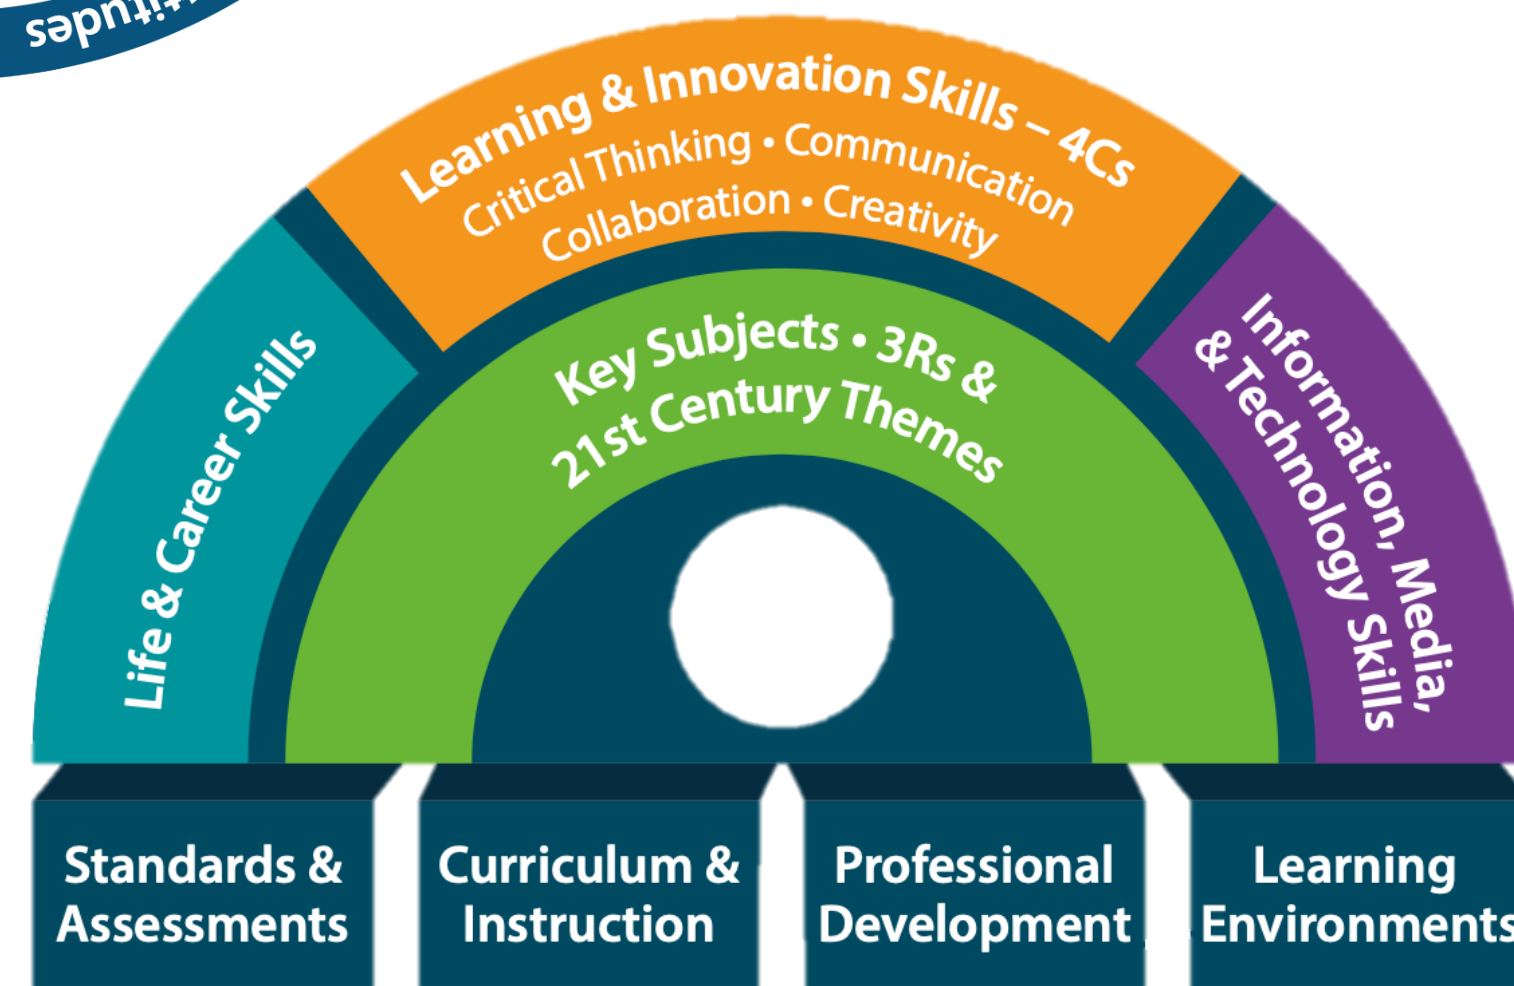 Learning & Innovation Skills – 4Cs
Critical Thinking • Communication
Collaboration • Creativity
Life & Career Skills
Key Subjects • 3Rs &
21st Century Themes
Information, Media,
& Technology Skills
Standards &
Assessments
Curriculum &
Instruction
Professional
Development
Learning
Environments